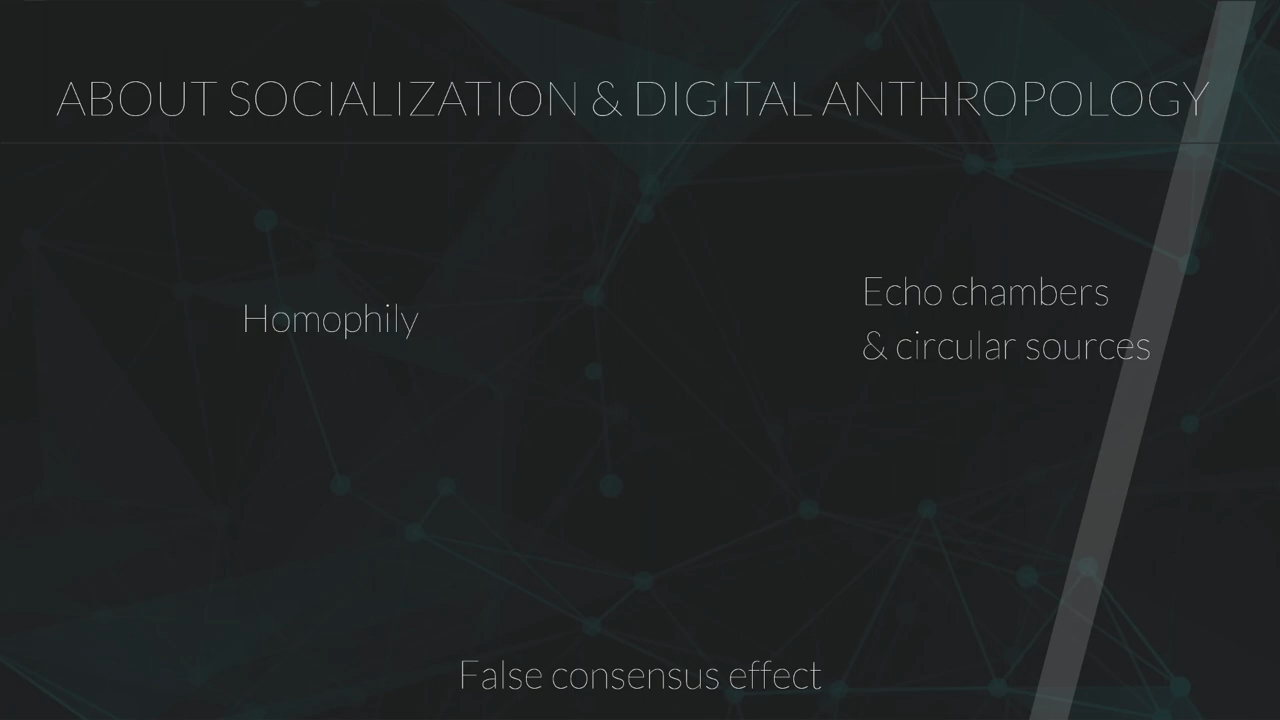 ABOUT SOCIALIZATION & DIGITAL ANTHROPOLOGY
Homophily
Echo chambers
& circular sources
False consensus effect